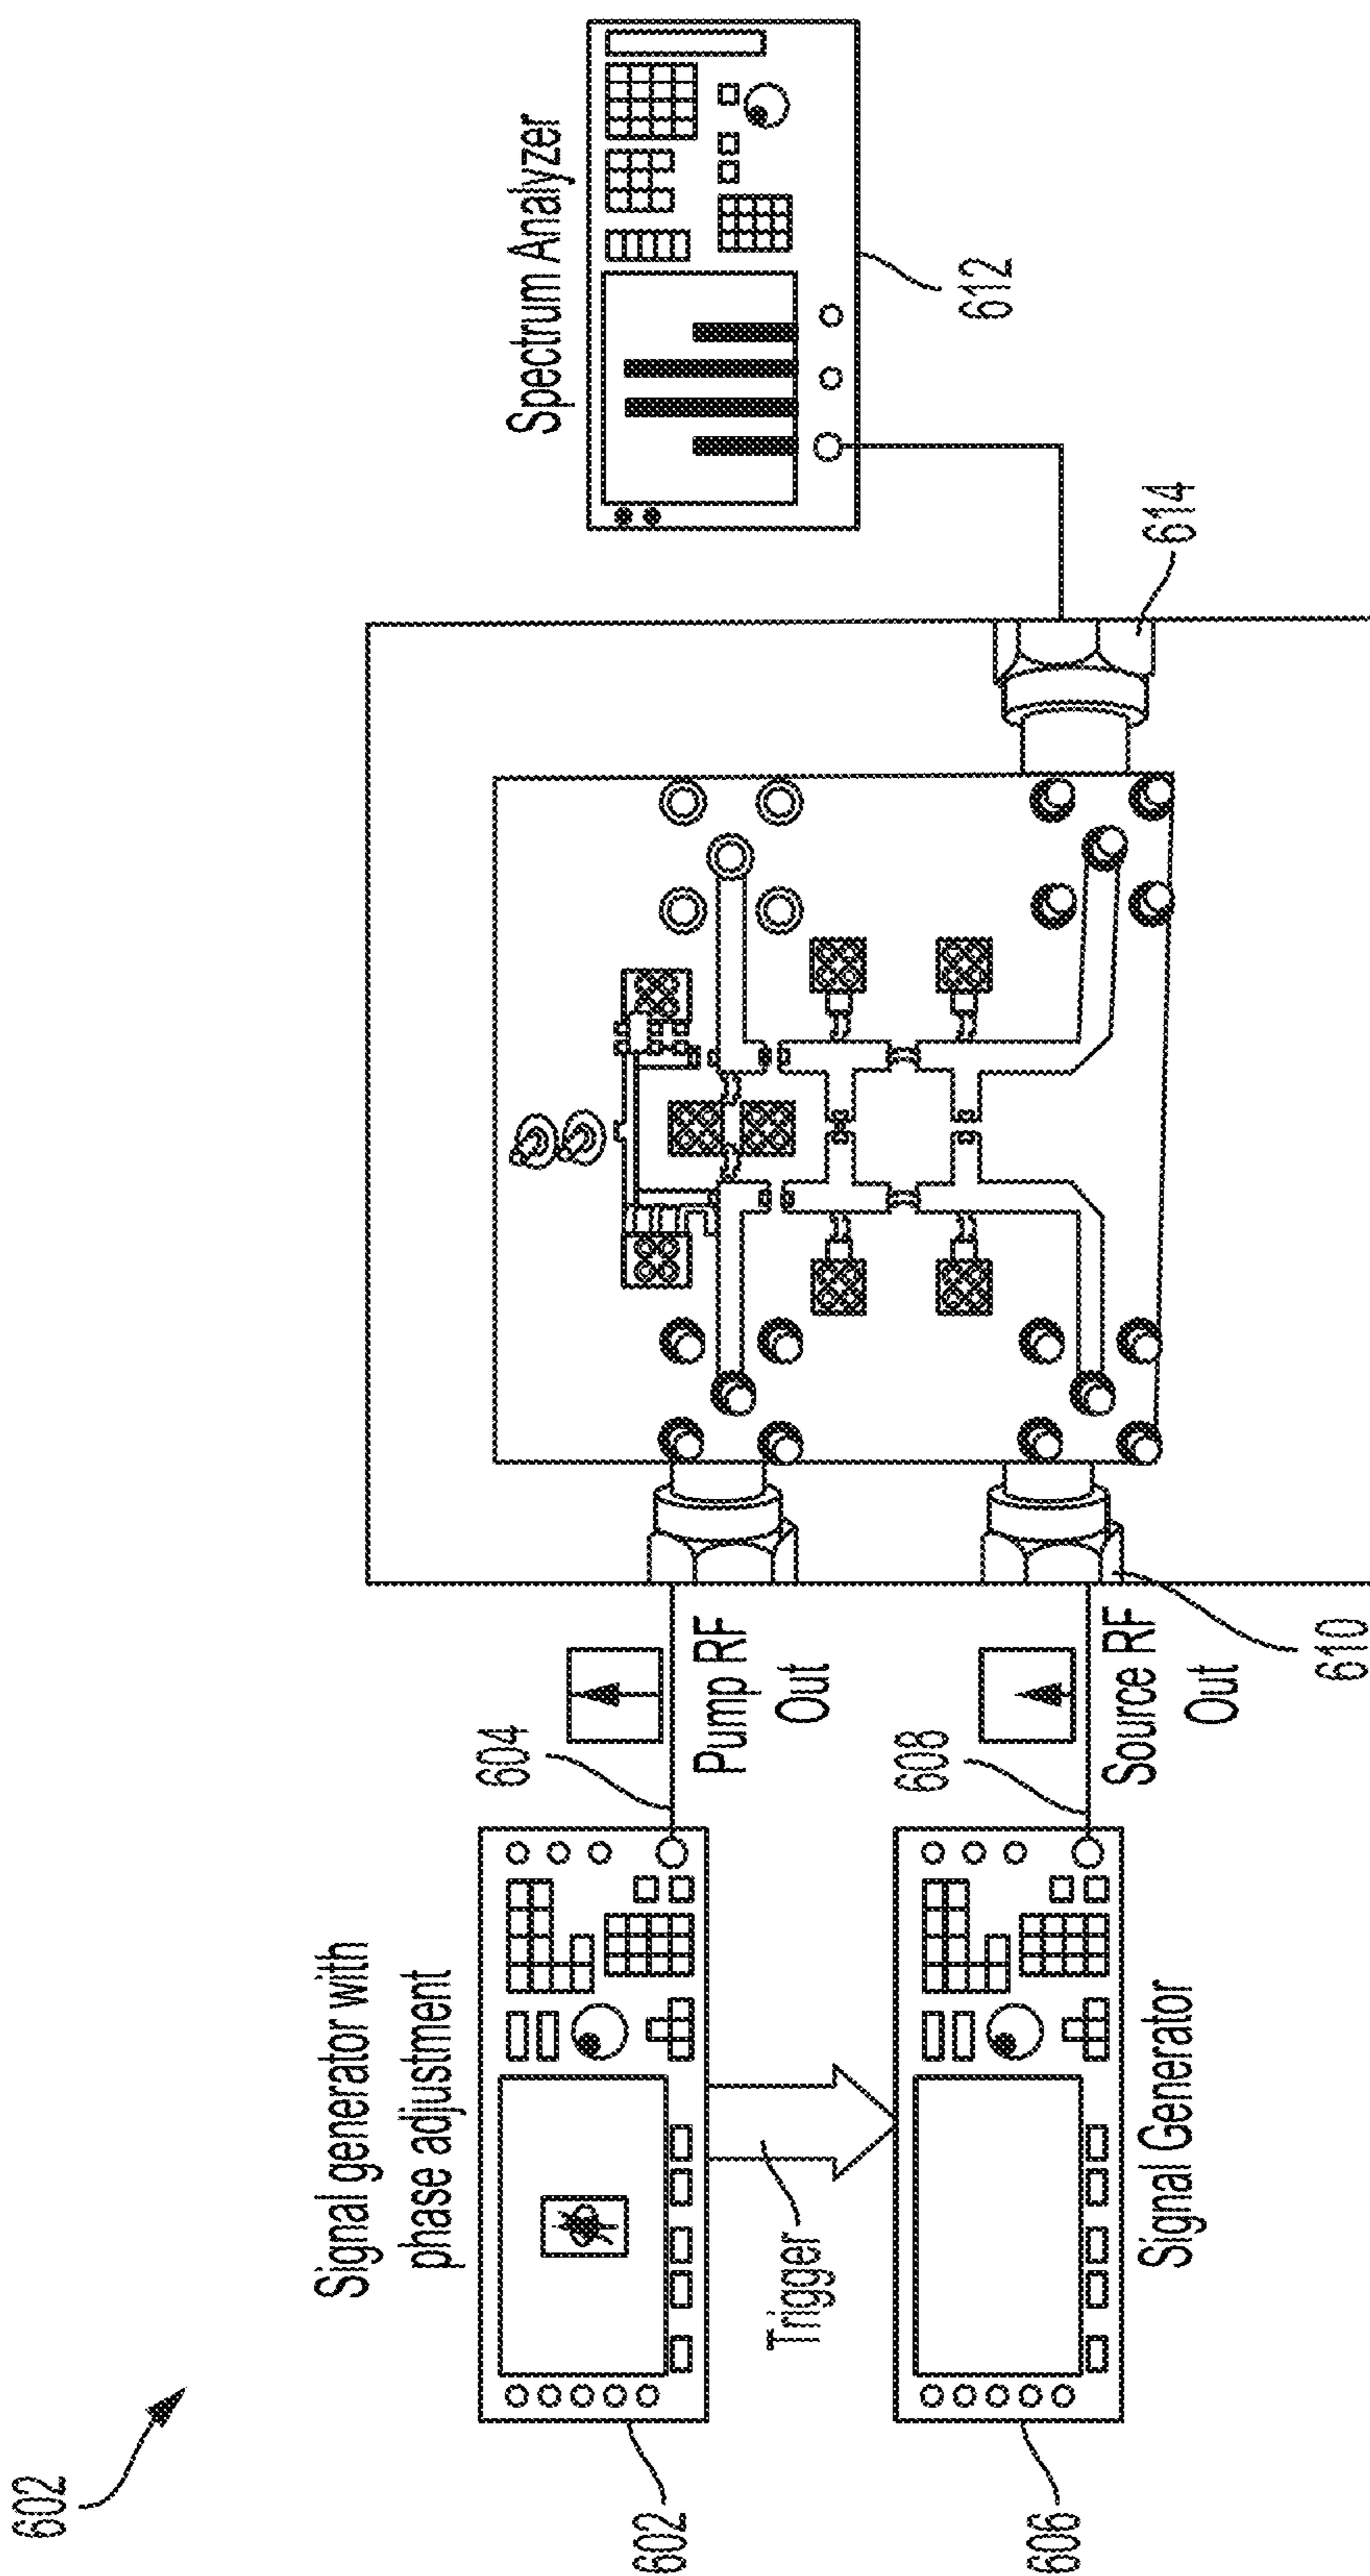 602
Signal generator with
phase adjustment
602
604
Pump RF
Out
Trigger
606
Signal Generator
608
Source RF
Out
610
Spectrum Analyzer
612
614